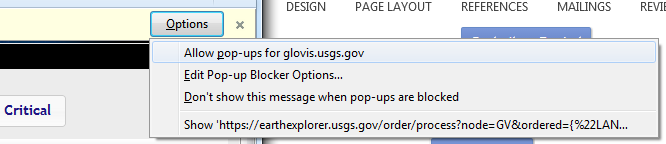 DESIGN PAGE LAYOUT REFERENCES MAILINGS REVIE
Options ×
Allow pop-ups for glovis.usgs.gov
Edit Pop-up Blocker Options...
Don't show this message when pop-ups are blocked
Critical
Show 'https://earthexplorer.usgs.gov/order/process?node=GV&ordered={%22LAN...